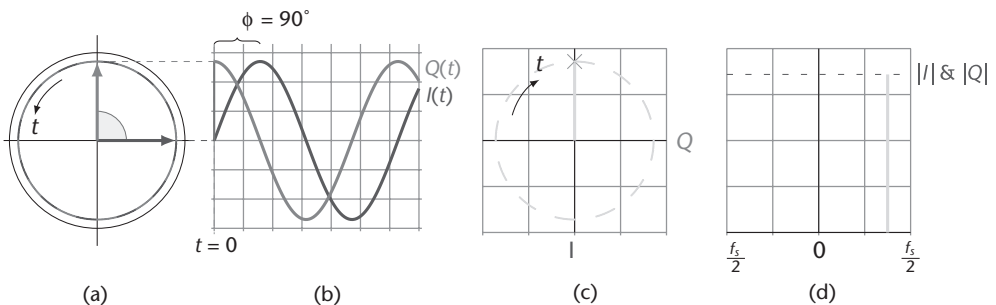 ϕ = 90°
t
Q(t)
I(t)
t = 0
t
Q
I
|I| & |Q|
fs/2
0
fs/2
(a)
(b)
(c)
(d)